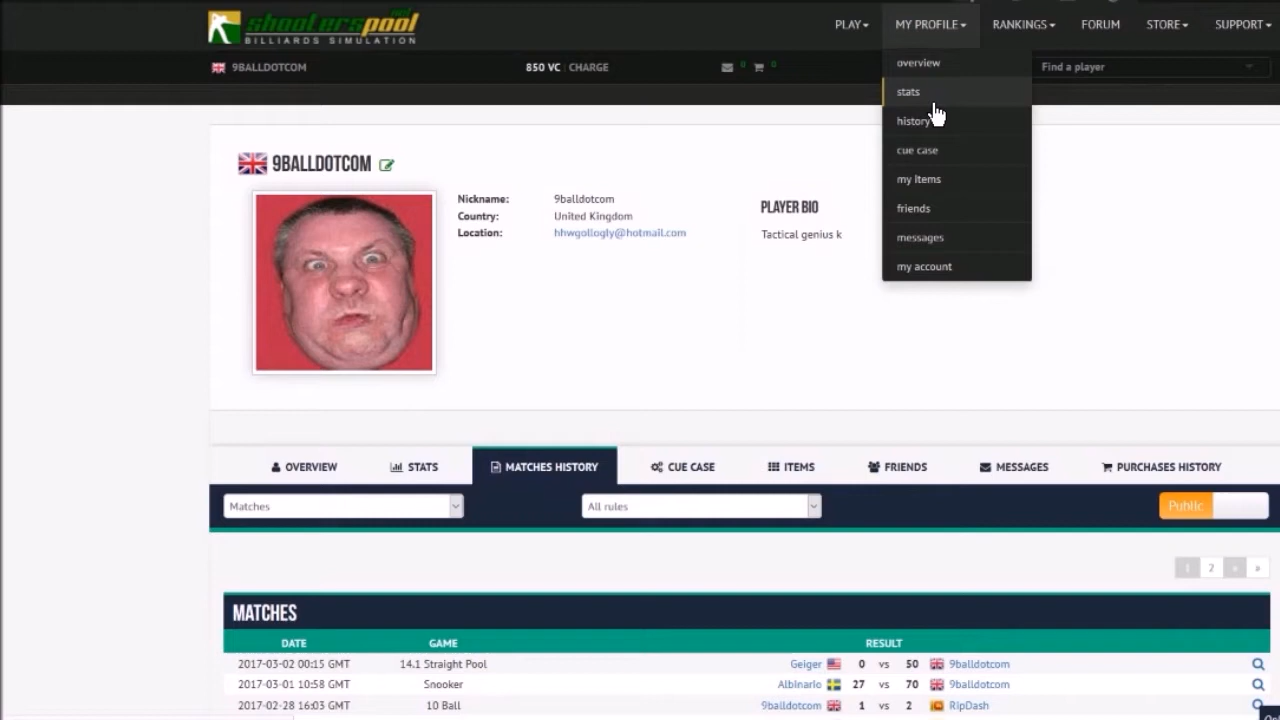 shooterspool.net
BILLIARDS SIMULATION
PLAY MY PROFILE RANKINGS FORUM STORE SUPPORT
9BALLDOTCOM 850 VC | CHARGE 0 0 Find a player
overview
stats
history
cue case
my items
friends
messages
my account
9BALLDOTCOM
Nickname: 9balldotcom
Country: United Kingdom
Location: hhwgollogly@hotmail.com
PLAYER BIO
Tactical genius k
OVERVIEW STATS MATCHES HISTORY CUE CASE ITEMS FRIENDS MESSAGES PURCHASES HISTORY
Matches All rules Public
1 2 « »
MATCHES
DATE GAME RESULT
2017-03-02 00:15 GMT 14.1 Straight Pool Geiger 0 vs 50 9balldotcom
2017-03-01 10:58 GMT Snooker Albinario 27 vs 70 9balldotcom
2017-02-28 16:03 GMT 10 Ball 9balldotcom 1 vs 2 RipDash